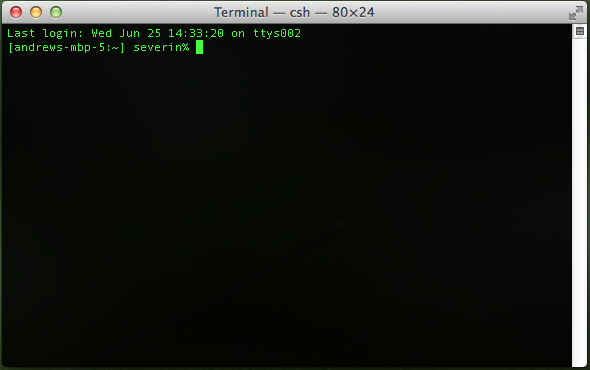 Terminal — csh — 80×24
Last login: Wed Jun 25 14:33:20 on ttys002
[andrews-mbp-5:~] severin%